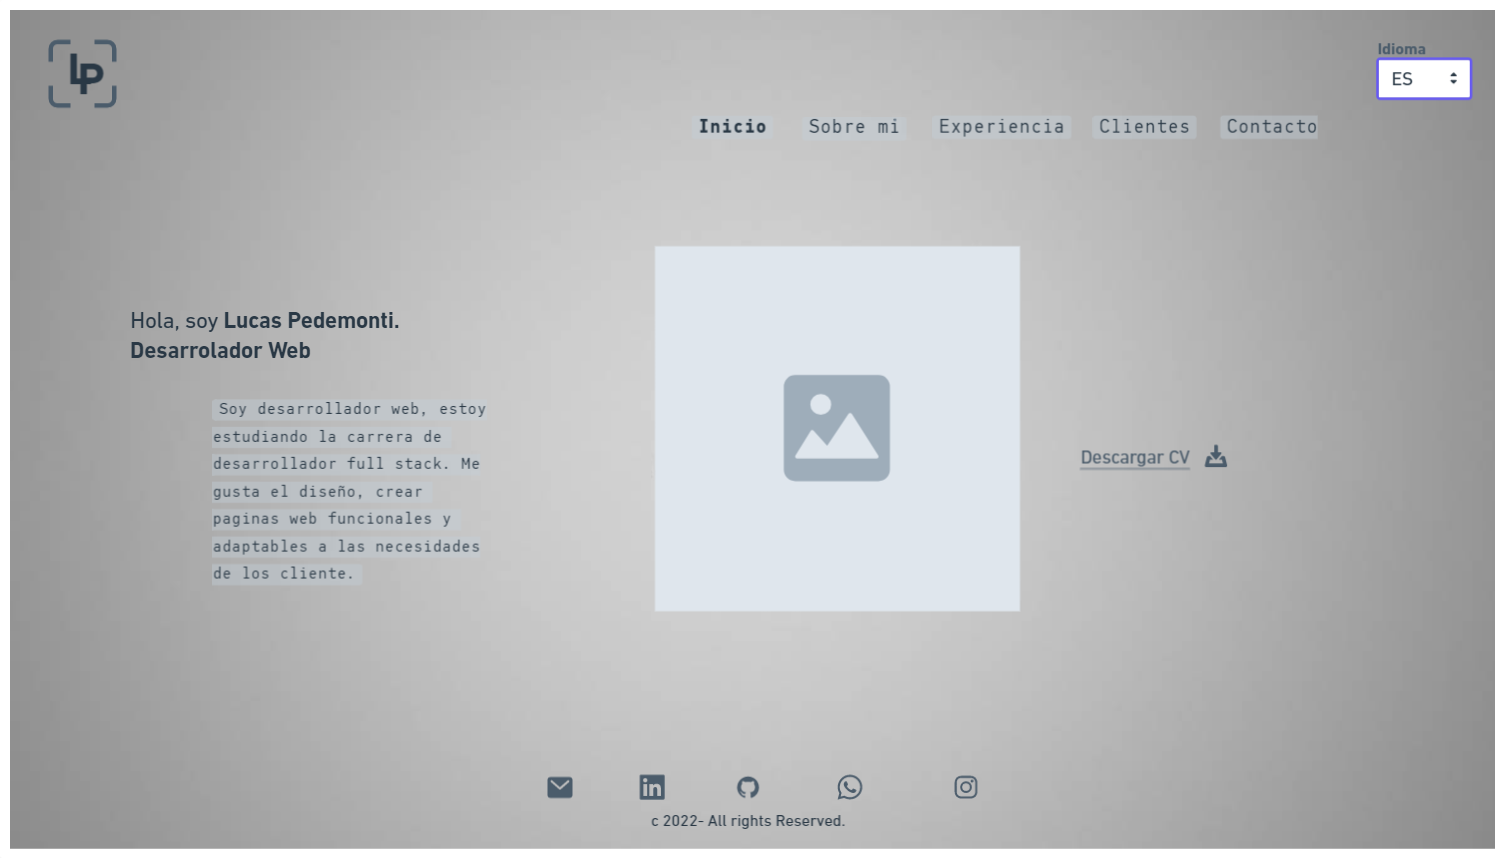 LP
Idioma
ES
Inicio Sobre mi Experiencia Clientes Contacto
Hola, soy Lucas Pedemonti.
Desarrolador Web
Soy desarrollador web, estoy
estudiando la carrera de
desarrollador full stack. Me
gusta el diseño, crear
paginas web funcionales y
adaptables a las necesidades
de los cliente.
Descargar CV
in
c 2022- All rights Reserved.